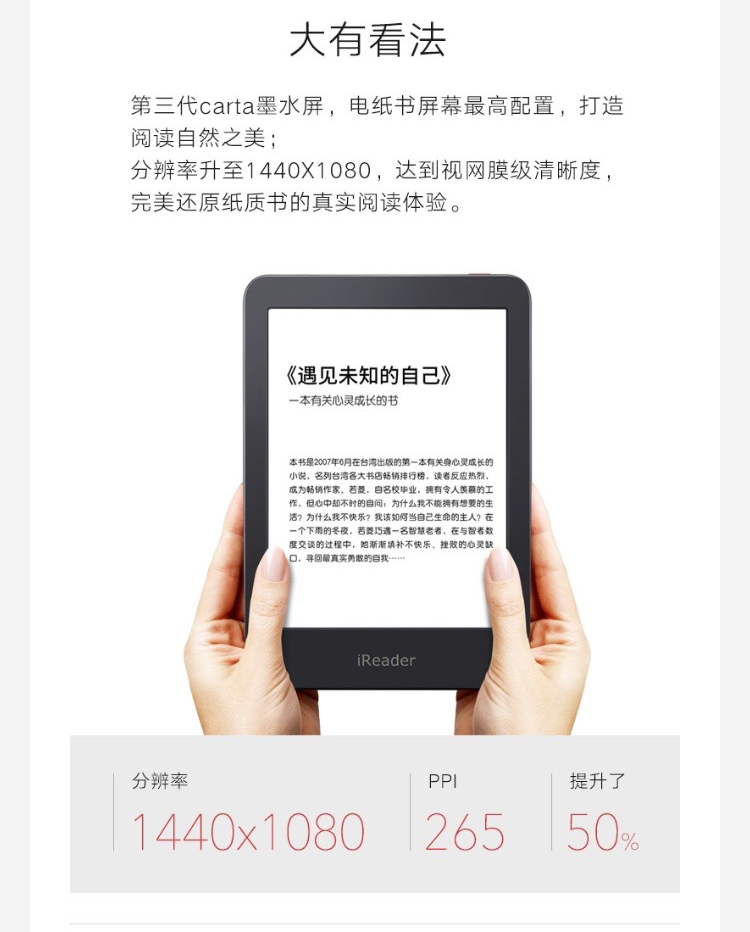 大有看法
第三代carta墨水屏，电纸书屏幕最高配置，打造
阅读自然之美；
分辨率升至1440X1080，达到视网膜级清晰度，
完美还原纸质书的真实阅读体验。
《遇见未知的自己》
一本有关心灵成长的书
本书是2007年6月在台湾出版的第一本有关身心灵成长的
小说，名列台湾各大书店畅销排行榜，读者反应热烈，
成为畅销作家。若菱，自名校毕业，拥有令人羡慕的工
作，但心中却不时的自问：为什么我不能拥有想要的生
活？为什么我不快乐？我该如何当自己生命的主人？在
一个下雨的冬夜，若菱巧遇一名智慧老者，在与智者数
度交谈的过程中，她渐渐填补不快乐、挫败的心灵缺
口，寻回最真实勇敢的自我……
iReader
分辨率
1440x1080
PPI
265
提升了
50%